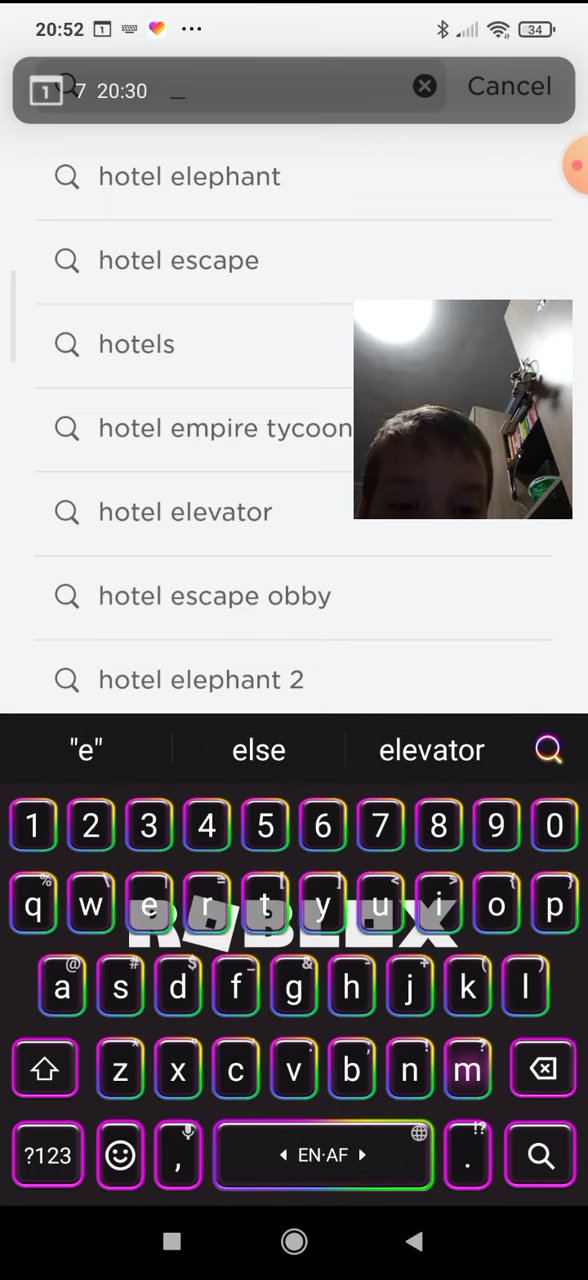 20:52
34
1 7 20:30 _
Cancel
hotel elephant
hotel escape
hotels
hotel empire tycoon
hotel elevator
hotel escape obby
hotel elephant 2
"e" else elevator
1 2 3 4 5 6 7 8 9 0
% \ | = [ ] < > { }
q w e r t y u i o p
ROBLOX
@ # $ _ & - + ( )
a s d f g h j k l
* " ' : , ! ?
z x c v b n m
?123 , EN·AF . !?